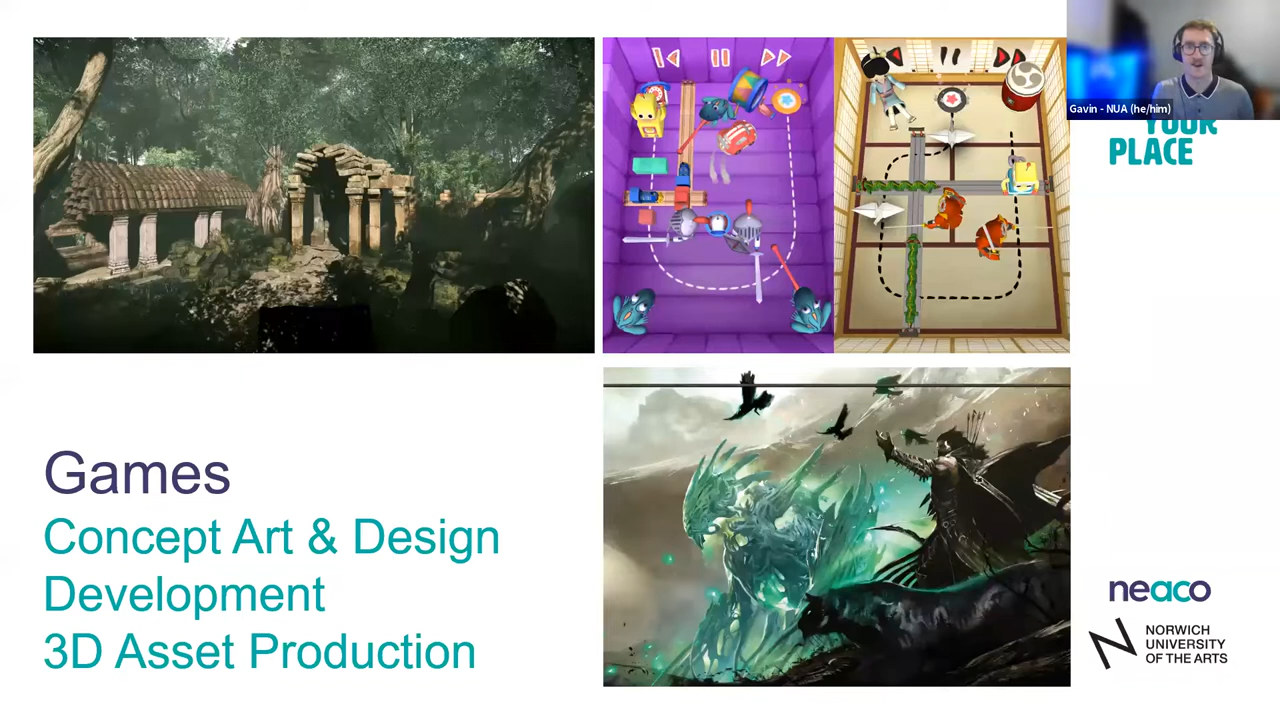 Gavin - NUA (he/him)
YOUR
PLACE
Games
Concept Art & Design
Development
3D Asset Production
neaco
NORWICH
UNIVERSITY
OF THE ARTS